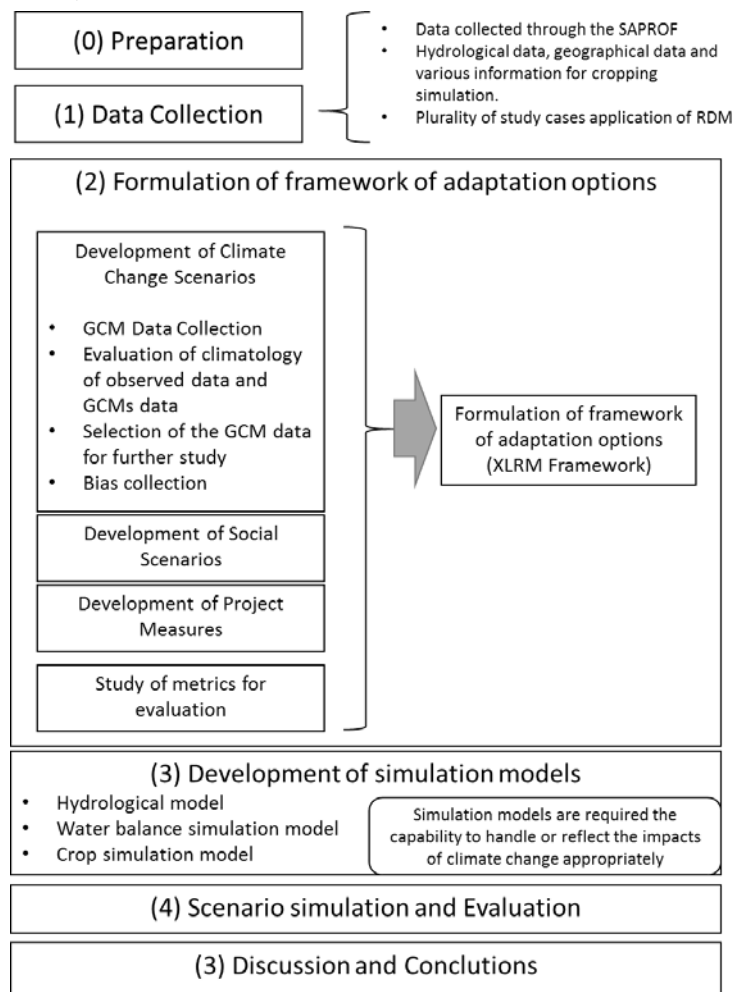 (0) Preparation
(1) Data Collection
• Data collected through the SAPROF
• Hydrological data, geographical data and
various information for cropping
simulation.
• Plurality of study cases application of RDM
(2) Formulation of framework of adaptation options
Development of Climate
Change Scenarios
• GCM Data Collection
• Evaluation of climatology
of observed data and
GCMs data
• Selection of the GCM data
for further study
• Bias collection
Development of Social
Scenarios
Development of Project
Measures
Study of metrics for
evaluation
Formulation of framework
of adaptation options
(XLRM Framework)
(3) Development of simulation models
• Hydrological model
• Water balance simulation model
• Crop simulation model
Simulation models are required the
capability to handle or reflect the impacts
of climate change appropriately
(4) Scenario simulation and Evaluation
(3) Discussion and Conclutions